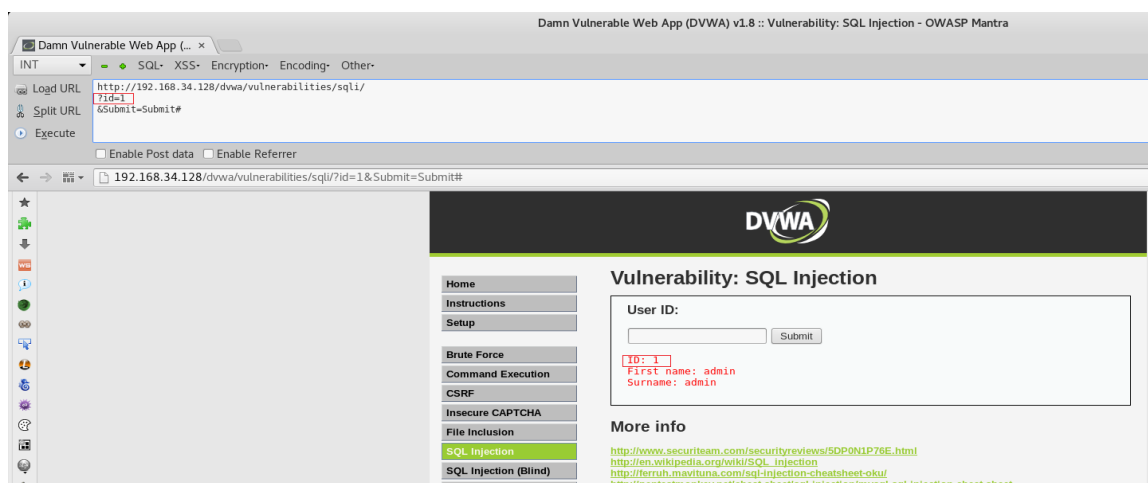 Damn Vulnerable Web App (DVWA) v1.8 :: Vulnerability: SQL Injection - OWASP Mantra
Damn Vulnerable Web App (... ×
INT SQL- XSS- Encryption- Encoding- Other-
Load URL http://192.168.34.128/dvwa/vulnerabilities/sqli/
?id=1
Split URL &Submit=Submit#
Execute
Enable Post data Enable Referrer
192.168.34.128/dvwa/vulnerabilities/sqli/?id=1&Submit=Submit#
DVWA
Home
Instructions
Setup
Brute Force
Command Execution
CSRF
Insecure CAPTCHA
File Inclusion
SQL Injection
SQL Injection (Blind)
Vulnerability: SQL Injection
User ID:
Submit
ID: 1
First name: admin
Surname: admin
More info
http://www.securiteam.com/securityreviews/5DP0N1P76E.html
http://en.wikipedia.org/wiki/SQL_injection
http://ferruh.mavituna.com/sql-injection-cheatsheet-oku/